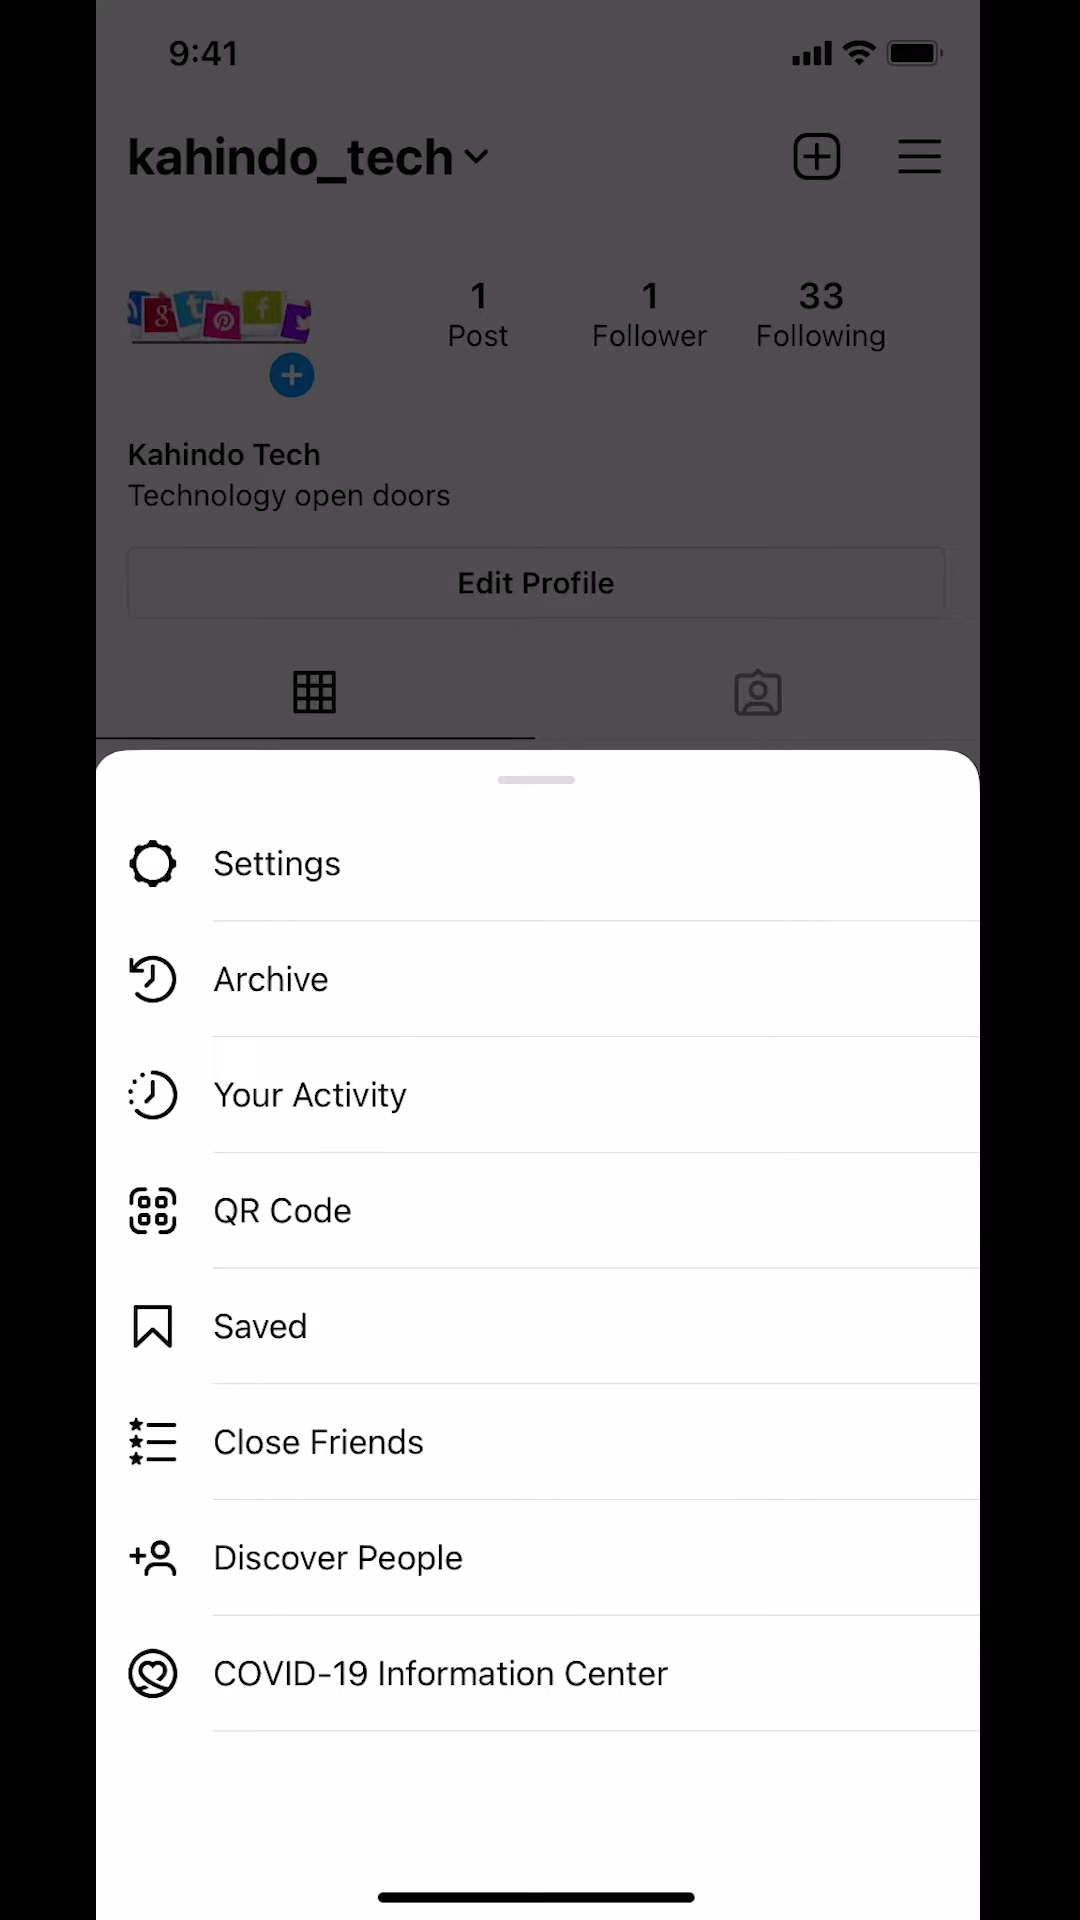 9:41
kahindo_tech
1 1 33
Post Follower Following
Kahindo Tech
Technology open doors
Edit Profile
Settings
Archive
Your Activity
QR Code
Saved
Close Friends
Discover People
COVID-19 Information Center